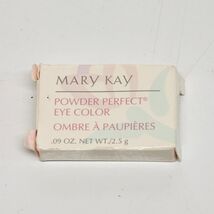 MARY KAY
POWDER PERFECT®
EYE COLOR
OMBRE À PAUPIÈRES
.09 OZ. NET WT./2.5 g